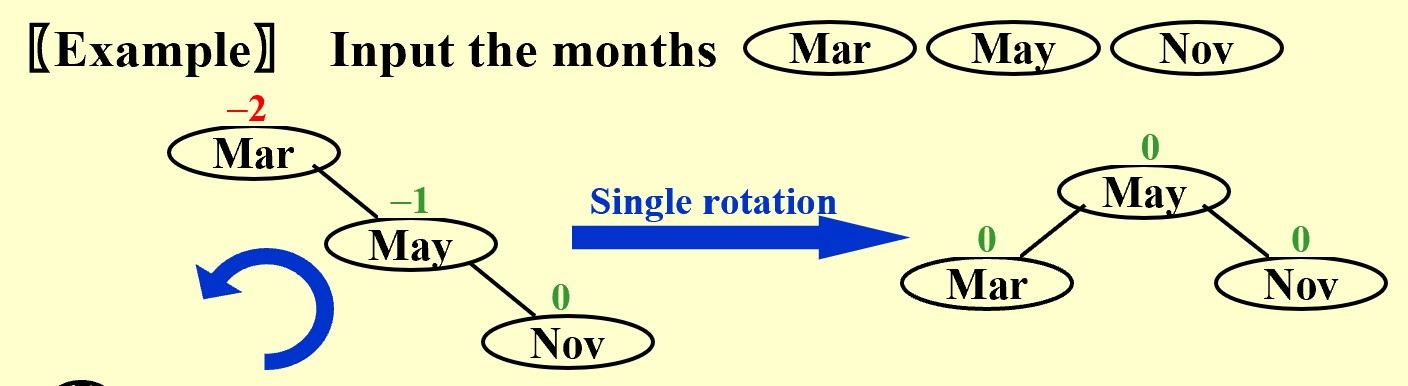 〖Example〗 Input the months Mar May Nov
–2
Mar
–1
May
0
Nov
Single rotation
0
May
0
Mar
0
Nov